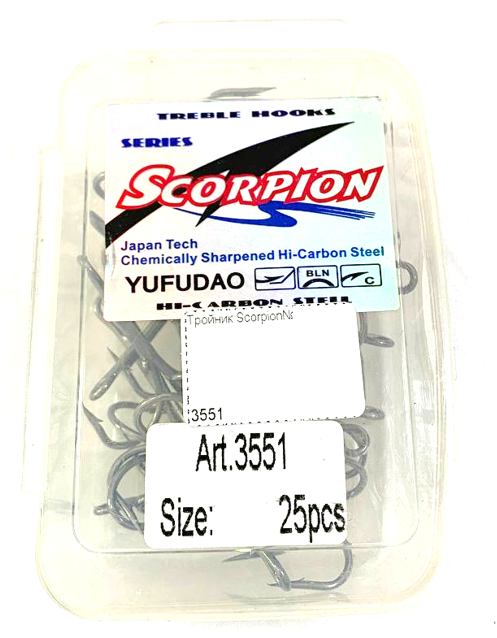 TREBLE HOOKS
SERIES
SCORPION
Japan Tech
Chemically Sharpened Hi-Carbon Steel
YUFUDAO
BLN
C
HI-CARBON STEEL
Тройник Scorpion№
3551
Art.3551
Size: 25pcs